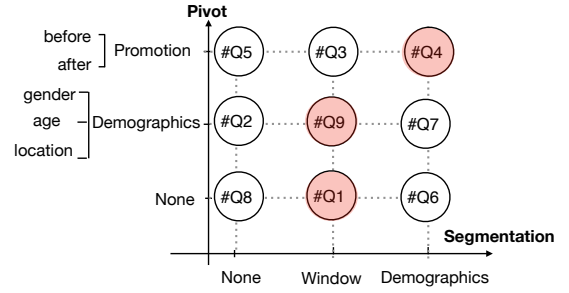 Pivot
before
after
Promotion
#Q5
#Q3
#Q4
gender
age
location
Demographics
#Q2
#Q9
#Q7
None
#Q8
#Q1
#Q6
Segmentation
None
Window
Demographics